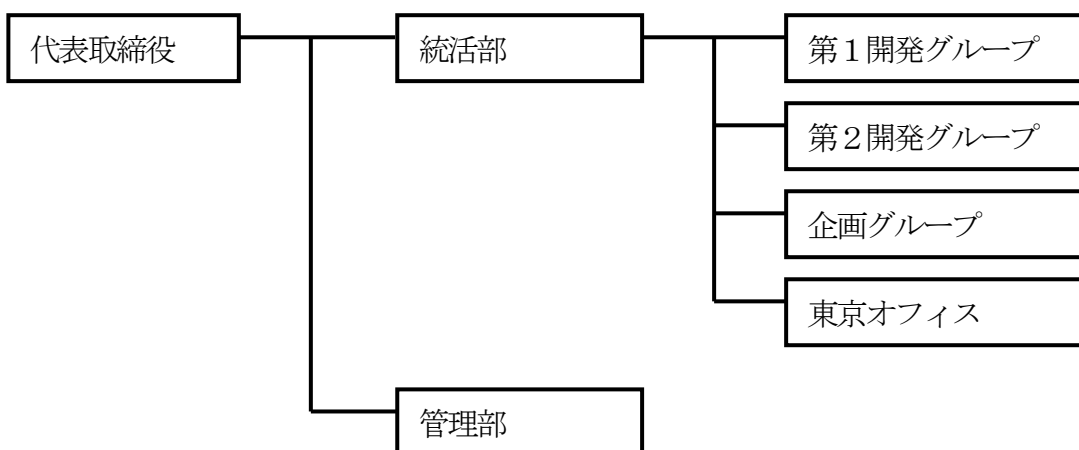 代表取締役
統活部
第１開発グループ
第２開発グループ
企画グループ
東京オフィス
管理部